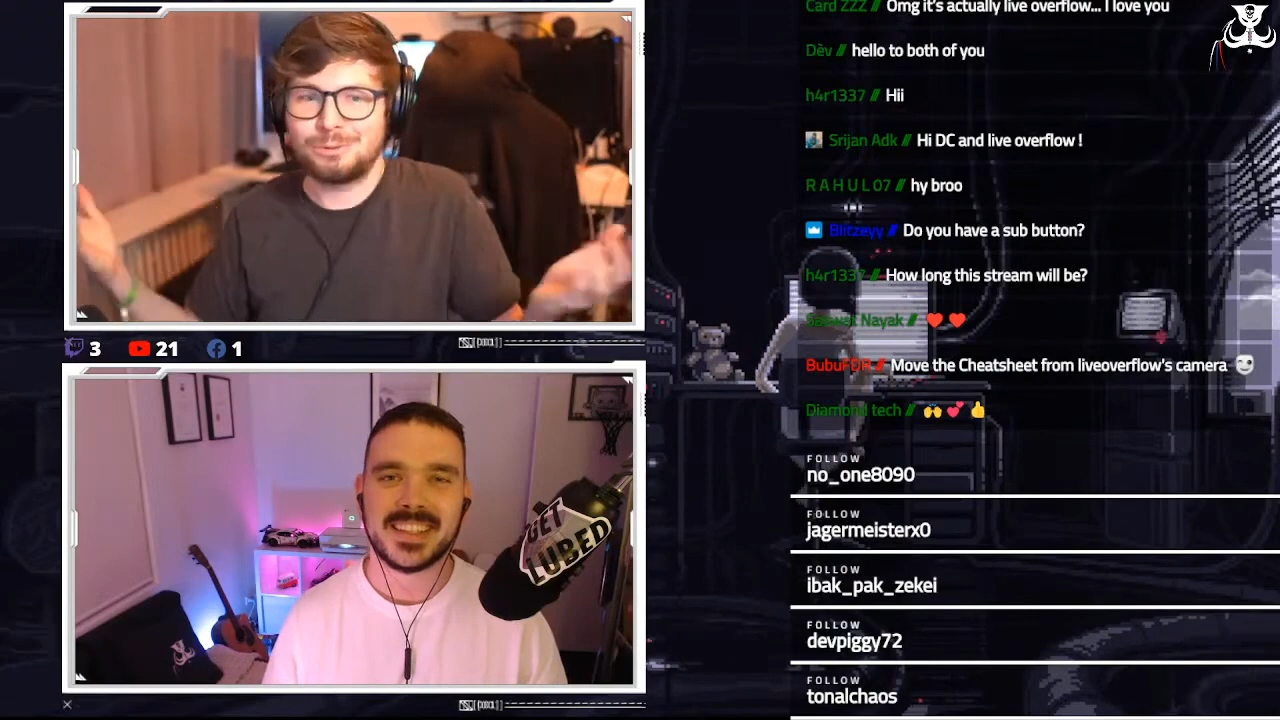 Card ZZZ // Omg it's actually live overflow... I love you
Dèv // hello to both of you
h4r1337 // Hii
Srijan Adk // Hi DC and live overflow !
R A H U L 07 // hy broo
Blitzeyy // Do you have a sub button?
h4r1337 // How long this stream will be?
Nayak // ❤️ ❤️
// Move the Cheatsheet from liveoverflow's camera
Diamond tech // 🙌 💕 👍
3
21
1
GET
LUBED
FOLLOW
no_one8090
FOLLOW
jagermeisterx0
FOLLOW
ibak_pak_zekei
FOLLOW
devpiggy72
FOLLOW
tonalchaos